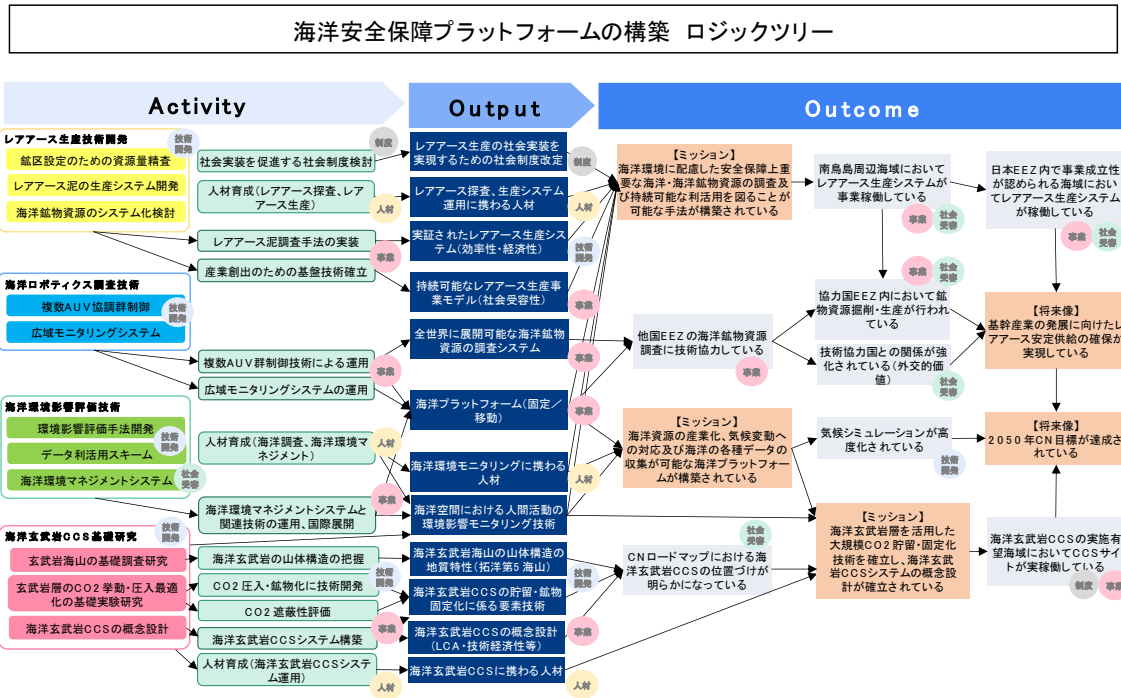 海洋安全保障プラットフォームの構築 ロジックツリー
Activity
Output
Outcome
レアアース生産技術開発
技術
開発
鉱区設定のための資源量精査
レアアース泥の生産システム開発
海洋鉱物資源のシステム化検討
海洋ロボティクス調査技術
複数AUV協調群制御
技術
開発
広域モニタリングシステム
海洋環境影響評価技術
環境影響評価手法開発
技術
開発
データ利活用スキーム
海洋環境マネジメントシステム
社会
受容
海洋玄武岩CCS基礎研究
技術
開発
玄武岩海山の基礎調査研究
玄武岩層のCO2 挙動・圧入最適
化の基礎実験研究
海洋玄武岩CCSの概念設計
制度
社会実装を促進する社会制度検討
人材育成(レアアース探査、レア
アース生産)
人材
レアアース泥調査手法の実装
事業
産業創出のための基盤技術確立
複数AUV群制御技術による運用
事業
広域モニタリングシステムの運用
人材育成(海洋調査、海洋環境マ
ネジメント)
人材
海洋環境マネジメントシステムと
関連技術の運用、国際展開
事業
海洋玄武岩の山体構造の把握
CO2 圧入・鉱物化に技術開発
技術
開発
CO2 遮蔽性評価
海洋玄武岩CCSシステム構築
事業
人材育成(海洋玄武岩CCSシステ
ム運用)
人材
レアアース生産の社会実装を
実現するための社会制度改定
制度
レアアース探査、生産システム
運用に携わる人材
人材
実証されたレアアース生産シス
テム(効率性・経済性)
技術
開発
持続可能なレアアース生産事
業モデル(社会受容性)
事業
全世界に展開可能な海洋鉱物
資源の調査システム
事業
海洋プラットフォーム(固定/
移動)
事業
海洋環境モニタリングに携わる
人材
人材
海洋空間における人間活動の
環境影響モニタリング技術
海洋玄武岩海山の山体構造の
地質特性(拓洋第5海山)
海洋玄武岩CCSの貯留・鉱物
固定化に係る要素技術
技術
開発
海洋玄武岩CCSの概念設計
(LCA・技術経済性等)
事業
海洋玄武岩CCSに携わる人材
人材
【ミッション】
海洋環境に配慮した安全保障上重
要な海洋・海洋鉱物資源の調査及
び持続可能な利活用を図ることが
可能な手法が構築されている
他国EEZの海洋鉱物資源
調査に技術協力している
事業
【ミッション】
海洋資源の産業化、気候変動へ
の対応及び海洋の各種データの
収集が可能な海洋プラットフォー
ムが構築されている
社会
受容
CNロードマップにおける海
洋玄武岩CCSの位置づけが
明らかになっている
南鳥島周辺海域において
レアアース生産システムが
事業稼働している
事業
社会
受容
事業
社会
受容
協力国EEZ内において鉱
物資源掘削・生産が行われ
ている
技術協力国との関係が強
化されている(外交的価
値)
社会
受容
気候シミュレーションが高
度化されている
技術
開発
【ミッション】
海洋玄武岩層を活用した
大規模CO2 貯留・固定化
技術を確立し、海洋玄武
岩CCSシステムの概念設
計が確立されている
日本EEZ内で事業成立性
が認められる海域におい
てレアアース生産システム
が稼働している
事業
社会
受容
【将来像】
基幹産業の発展に向けたレ
アアース安定供給の確保が
実現している
【将来像】
2050年CN目標が達成さ
れている
海洋玄武岩CCSの実施有
望海域においてCCSサイ
トが実稼働している
制度
事業